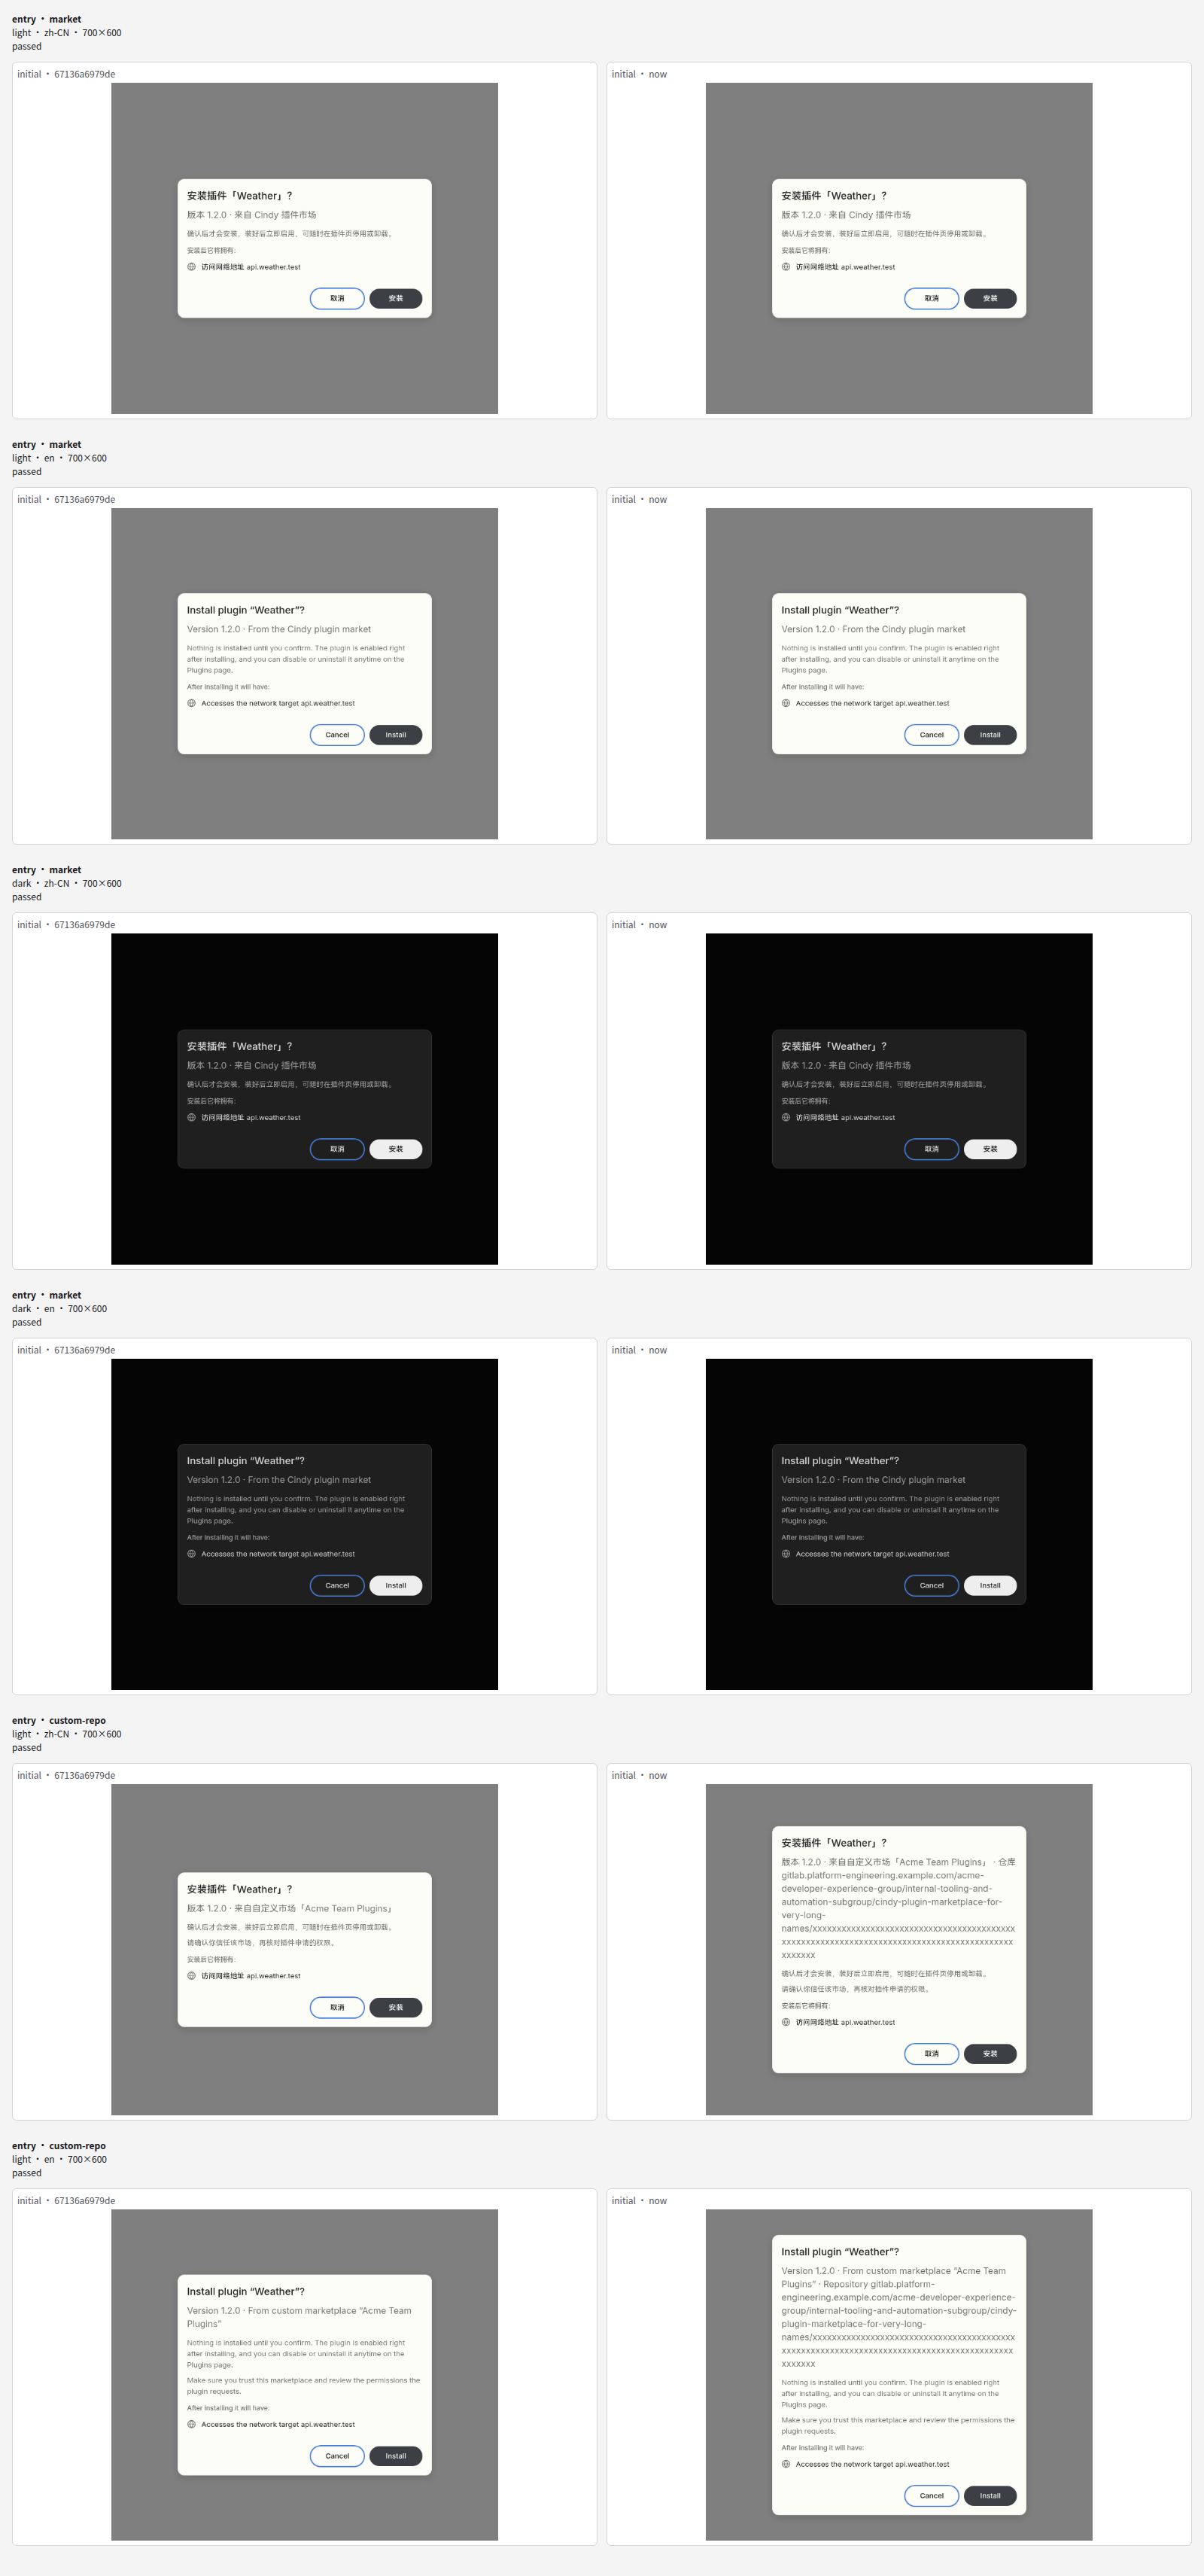 entry · market
light · zh-CN · 700×600
passed
initial · 67136a6979de
安装插件「Weather」?
版本 1.2.0 · 来自 Cindy 插件市场
确认后才会安装，装好后立即启用，可随时在插件页停用或卸载。
安装后它将拥有:
访问网络地址 api.weather.test
取消
安装
initial · now
安装插件「Weather」?
版本 1.2.0 · 来自 Cindy 插件市场
确认后才会安装，装好后立即启用，可随时在插件页停用或卸载。
安装后它将拥有:
访问网络地址 api.weather.test
取消
安装
entry · market
light · en · 700×600
passed
initial · 67136a6979de
Install plugin “Weather”?
Version 1.2.0 · From the Cindy plugin market
Nothing is installed until you confirm. The plugin is enabled right
after installing, and you can disable or uninstall it anytime on the
Plugins page.
After installing it will have:
Accesses the network target api.weather.test
Cancel
Install
initial · now
Install plugin “Weather”?
Version 1.2.0 · From the Cindy plugin market
Nothing is installed until you confirm. The plugin is enabled right
after installing, and you can disable or uninstall it anytime on the
Plugins page.
After installing it will have:
Accesses the network target api.weather.test
Cancel
Install
entry · market
dark · zh-CN · 700×600
passed
initial · 67136a6979de
安装插件「Weather」?
版本 1.2.0 · 来自 Cindy 插件市场
确认后才会安装，装好后立即启用，可随时在插件页停用或卸载。
安装后它将拥有:
访问网络地址 api.weather.test
取消
安装
initial · now
安装插件「Weather」?
版本 1.2.0 · 来自 Cindy 插件市场
确认后才会安装，装好后立即启用，可随时在插件页停用或卸载。
安装后它将拥有:
访问网络地址 api.weather.test
取消
安装
entry · market
dark · en · 700×600
passed
initial · 67136a6979de
Install plugin “Weather”?
Version 1.2.0 · From the Cindy plugin market
Nothing is installed until you confirm. The plugin is enabled right
after installing, and you can disable or uninstall it anytime on the
Plugins page.
After installing it will have:
Accesses the network target api.weather.test
Cancel
Install
initial · now
Install plugin “Weather”?
Version 1.2.0 · From the Cindy plugin market
Nothing is installed until you confirm. The plugin is enabled right
after installing, and you can disable or uninstall it anytime on the
Plugins page.
After installing it will have:
Accesses the network target api.weather.test
Cancel
Install
entry · custom-repo
light · zh-CN · 700×600
passed
initial · 67136a6979de
安装插件「Weather」?
版本 1.2.0 · 来自自定义市场「Acme Team Plugins」
确认后才会安装，装好后立即启用，可随时在插件页停用或卸载。
请确认你信任该市场，再核对插件申请的权限。
安装后它将拥有:
访问网络地址 api.weather.test
取消
安装
initial · now
安装插件「Weather」?
版本 1.2.0 · 来自自定义市场「Acme Team Plugins」 · 仓库
gitlab.platform-engineering.example.com/acme-
developer-experience-group/internal-tooling-and-
automation-subgroup/cindy-plugin-marketplace-for-
very-long-
names/xxxxxxxxxxxxxxxxxxxxxxxxxxxxxxxxxxxxxxxxx
xxxxxxxxxxxxxxxxxxxxxxxxxxxxxxxxxxxxxxxxxxxxxxx
xxxxxxx
确认后才会安装，装好后立即启用，可随时在插件页停用或卸载。
请确认你信任该市场，再核对插件申请的权限。
安装后它将拥有:
访问网络地址 api.weather.test
取消
安装
entry · custom-repo
light · en · 700×600
passed
initial · 67136a6979de
Install plugin “Weather”?
Version 1.2.0 · From custom marketplace “Acme Team
Plugins”
Nothing is installed until you confirm. The plugin is enabled right
after installing, and you can disable or uninstall it anytime on the
Plugins page.
Make sure you trust this marketplace and review the permissions the
plugin requests.
After installing it will have:
Accesses the network target api.weather.test
Cancel
Install
initial · now
Install plugin “Weather”?
Version 1.2.0 · From custom marketplace “Acme Team
Plugins” · Repository gitlab.platform-
engineering.example.com/acme-developer-experience-
group/internal-tooling-and-automation-subgroup/cindy-
plugin-marketplace-for-very-long-
names/xxxxxxxxxxxxxxxxxxxxxxxxxxxxxxxxxxxxxxxxx
xxxxxxxxxxxxxxxxxxxxxxxxxxxxxxxxxxxxxxxxxxxxxxx
xxxxxxx
Nothing is installed until you confirm. The plugin is enabled right
after installing, and you can disable or uninstall it anytime on the
Plugins page.
Make sure you trust this marketplace and review the permissions the
plugin requests.
After installing it will have:
Accesses the network target api.weather.test
Cancel
Install